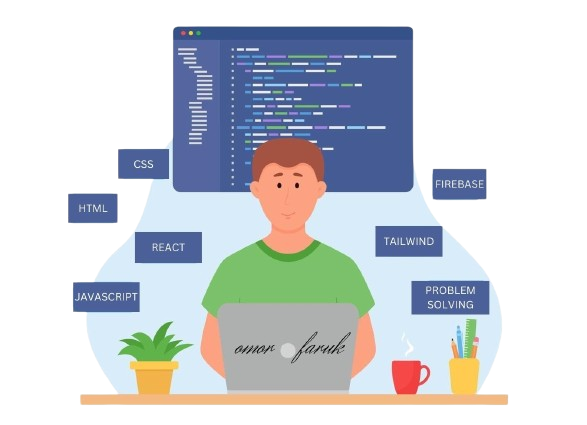 CSS
HTML
REACT
JAVASCRIPT
FIREBASE
TAILWIND
PROBLEM
SOLVING
omor faruk